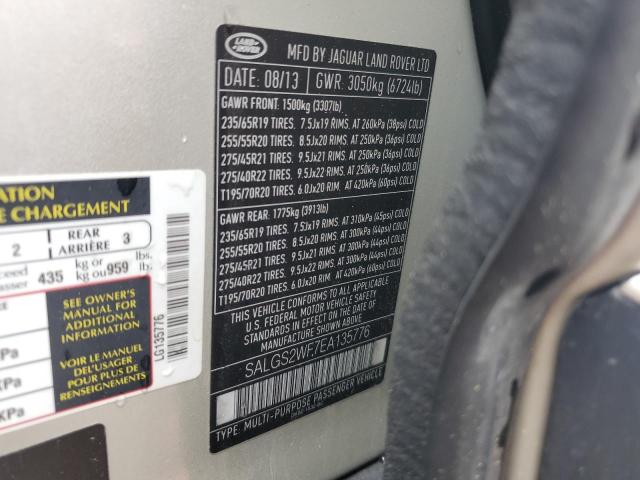 LAND
ROVER
MFD BY JAGUAR LAND ROVER LTD
DATE: 08/13 GWR: 3050kg (6724lb)
GAWR FRONT: 1500kg (3307lb)
235/65R19 TIRES. 7.5Jx19 RIMS. AT 260kPa (38psi) COLD
255/55R20 TIRES. 8.5Jx20 RIMS. AT 250kPa (36psi) COLD
275/45R21 TIRES. 9.5Jx21 RIMS. AT 250kPa (36psi) COLD
275/40R22 TIRES. 9.5Jx22 RIMS. AT 250kPa (36psi) COLD
T195/70R20 TIRES. 6.0Jx20 RIM. AT 420kPa (60psi) COLD
GAWR REAR: 1775kg (3913lb)
235/65R19 TIRES. 7.5Jx19 RIMS. AT 310kPa (45psi) COLD
255/55R20 TIRES. 8.5Jx20 RIMS. AT 300kPa (44psi) COLD
275/45R21 TIRES. 9.5Jx21 RIMS. AT 300kPa (44psi) COLD
275/40R22 TIRES. 9.5Jx22 RIMS. AT 300kPa (44psi) COLD
T195/70R20 TIRES. 6.0Jx20 RIM. AT 420kPa (60psi) COLD
THIS VEHICLE CONFORMS TO ALL APPLICABLE
U.S. FEDERAL MOTOR VEHICLE SAFETY
STANDARDS IN EFFECT ON THE DATE OF
MANUFACTURE SHOWN ABOVE.
SALGS2WF7EA135776
TYPE: MULTI-PURPOSE PASSENGER VEHICLE
ATION
E CHARGEMENT
2 REAR
ARRIÈRE 3
xceed
asser 435 kg or
kg ou 959 lbs.
lb.
SEE OWNER'S
MANUAL FOR
ADDITIONAL
INFORMATION
VOIR LE MANUEL
DE L'USAGER
POUR PLUS DE
RENSEIGNEMENTS
kPa
kPa
LG135776